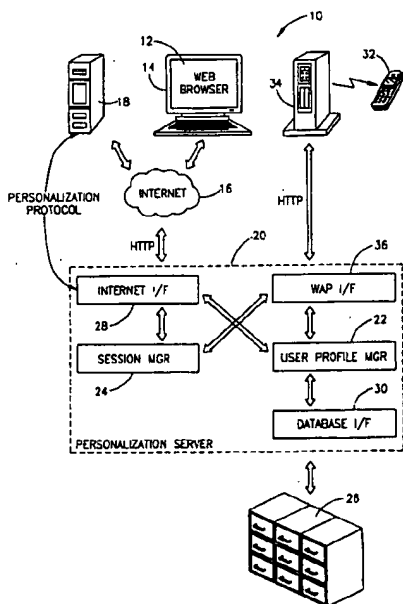 10
12
14
WEB
BROWSER
18
34
32
PERSONALIZATION
PROTOCOL
INTERNET
16
HTTP
HTTP
20
36
INTERNET I/F
WAP I/F
28
22
SESSION MGR
USER PROFILE MGR
24
30
DATABASE I/F
PERSONALIZATION SERVER
26